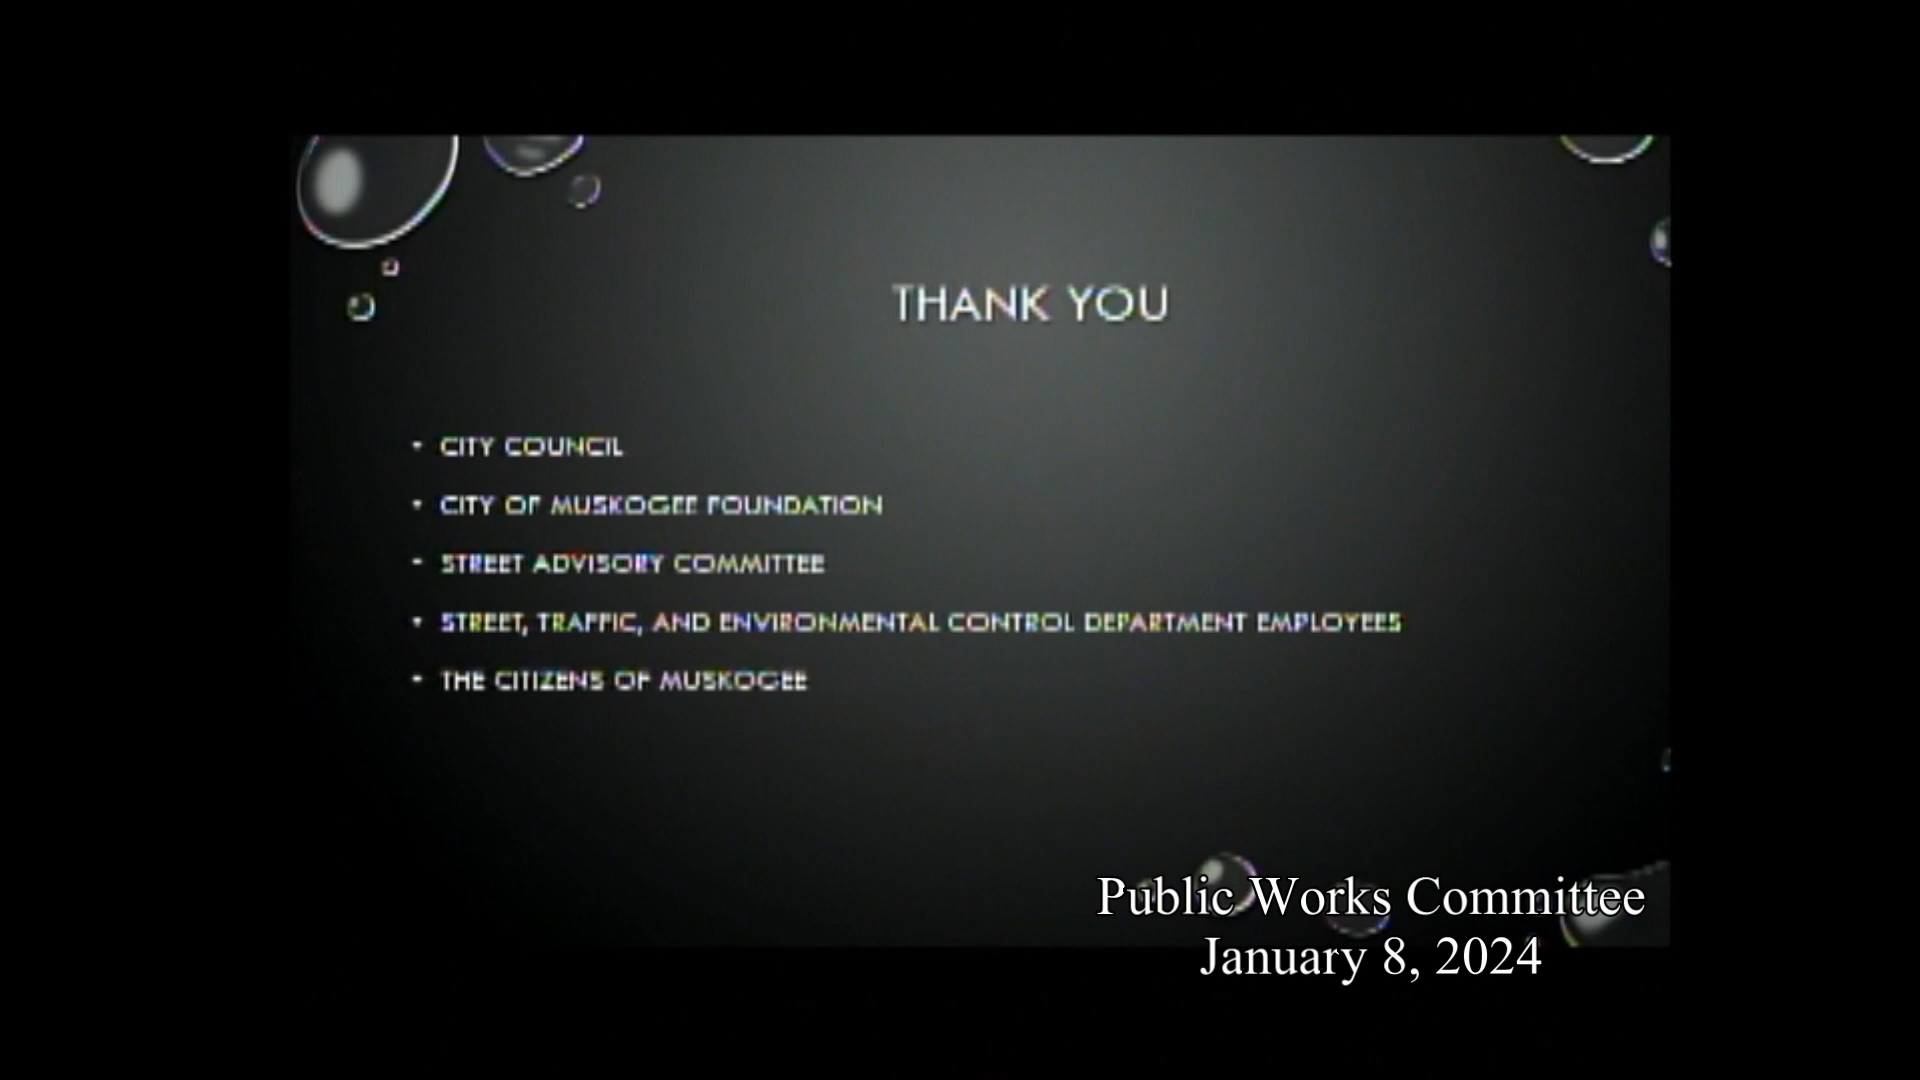 THANK YOU
• CITY COUNCIL
• CITY OF MUSKOGEE FOUNDATION
• STREET ADVISORY COMMITTEE
• STREET, TRAFFIC, AND ENVIRONMENTAL CONTROL DEPARTMENT EMPLOYEES
• THE CITIZENS OF MUSKOGEE
Public Works Committee
January 8, 2024